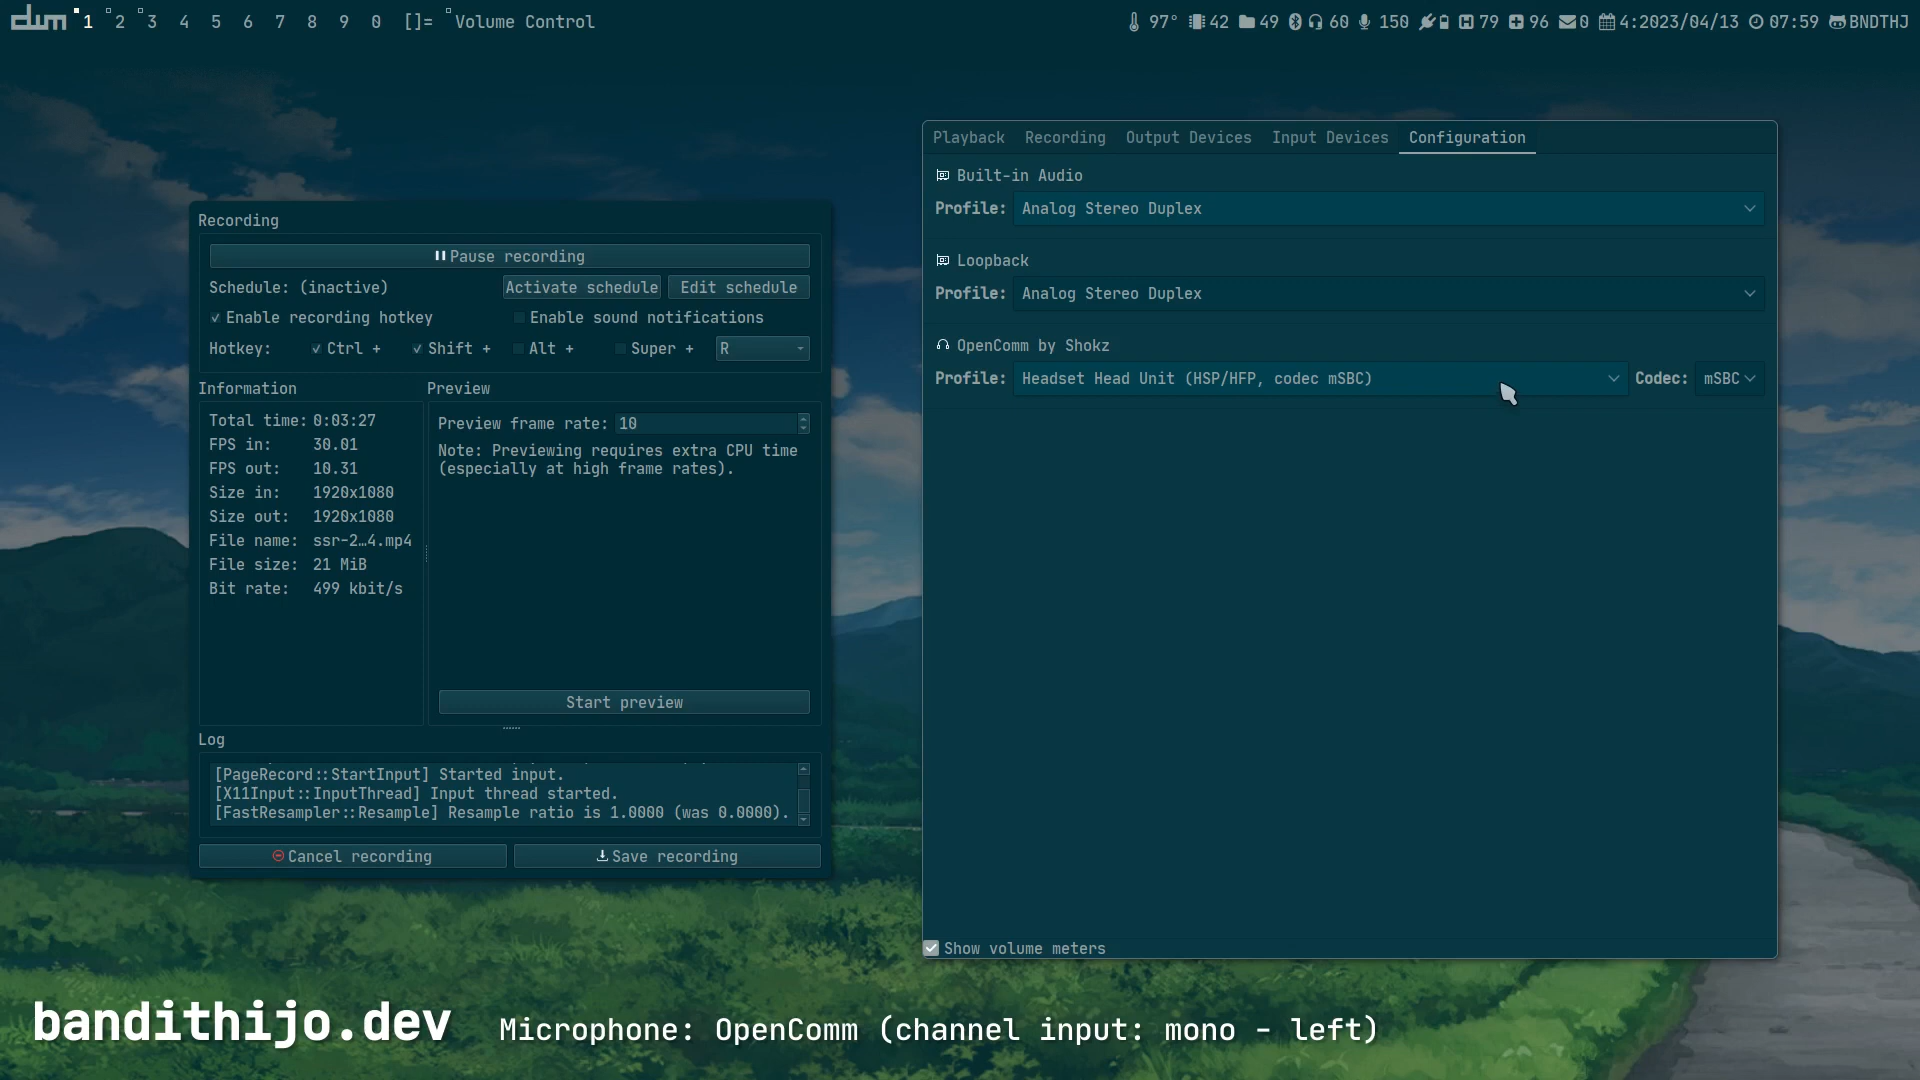 dwm 1 2 3 4 5 6 7 8 9 0 []= Volume Control 97° 42 49 60 150 79 96 0 4:2023/04/13 07:59 BNDTHJ
Recording
Pause recording
Schedule: (inactive) Activate schedule Edit schedule
Enable recording hotkey Enable sound notifications
Hotkey: Ctrl + Shift + Alt + Super + R
Information
Total time: 0:03:27
FPS in: 30.01
FPS out: 10.31
Size in: 1920x1080
Size out: 1920x1080
File name: ssr-2…4.mp4
File size: 21 MiB
Bit rate: 499 kbit/s
Preview
Preview frame rate: 10
Note: Previewing requires extra CPU time
(especially at high frame rates).
Start preview
Log
[PageRecord::StartInput] Started input.
[X11Input::InputThread] Input thread started.
[FastResampler::Resample] Resample ratio is 1.0000 (was 0.0000).
Cancel recording Save recording
Playback Recording Output Devices Input Devices Configuration
Built-in Audio
Profile: Analog Stereo Duplex
Loopback
Profile: Analog Stereo Duplex
OpenComm by Shokz
Profile: Headset Head Unit (HSP/HFP, codec mSBC) Codec: mSBC
Show volume meters
bandithijo.dev Microphone: OpenComm (channel input: mono - left)